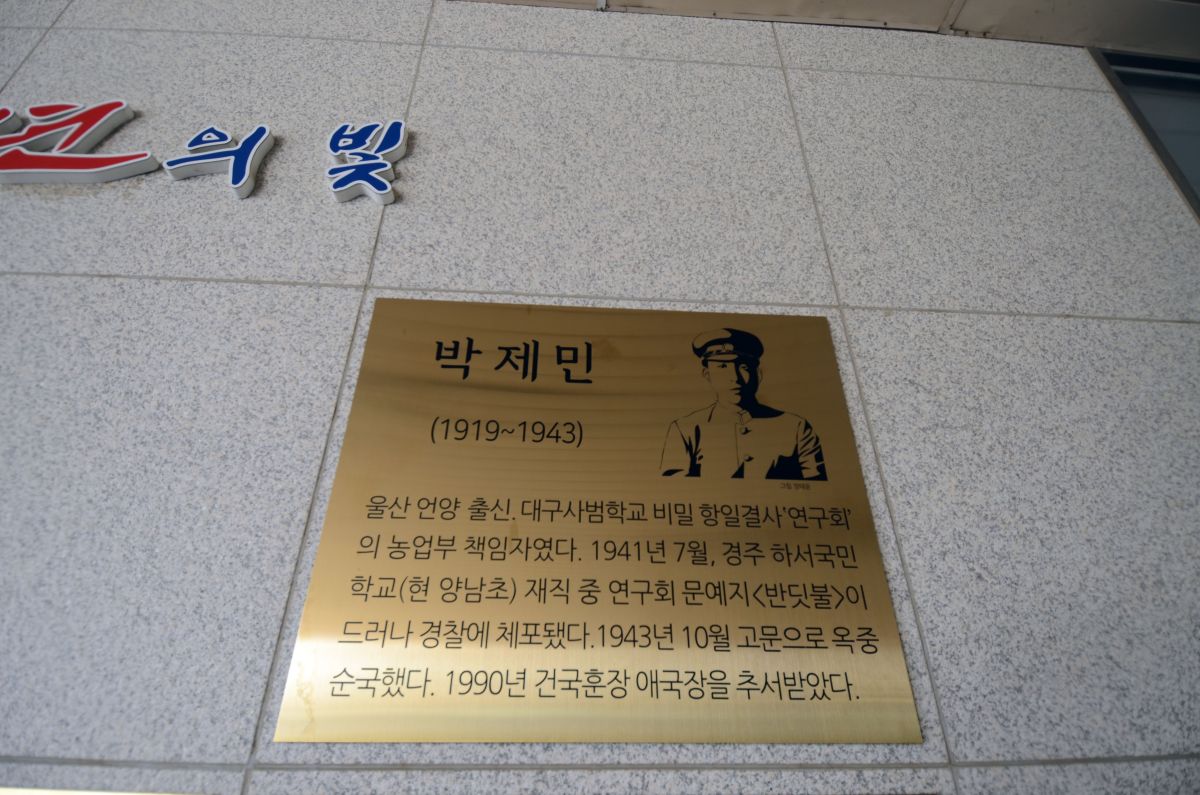 의 빛
박제민
(1919~1943)
울산 언양 출신. 대구사범학교 비밀 항일결사‘연구회’
의 농업부 책임자였다. 1941년 7월, 경주 하서국민
학교(현 양남초) 재직 중 연구회 문예지<반딧불>이
드러나 경찰에 체포됐다.1943년 10월 고문으로 옥중
순국했다. 1990년 건국훈장 애국장을 추서받았다.